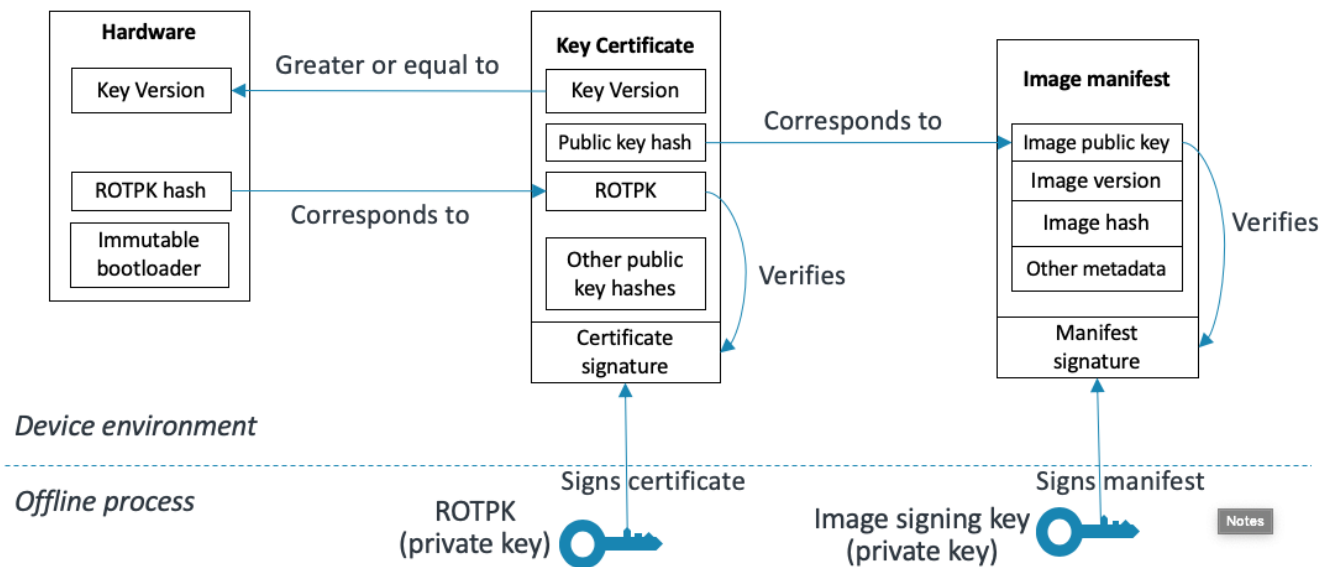 Hardware
Key Version
ROTPK hash
Immutable
bootloader
Greater or equal to
Corresponds to
Key Certificate
Key Version
Public key hash
ROTPK
Other public
key hashes
Certificate
signature
Verifies
Corresponds to
Image manifest
Image public key
Image version
Image hash
Other metadata
Manifest
signature
Verifies
Device environment
Offline process
Signs certificate
ROTPK
(private key)
Signs manifest
Image signing key
(private key)
Notes